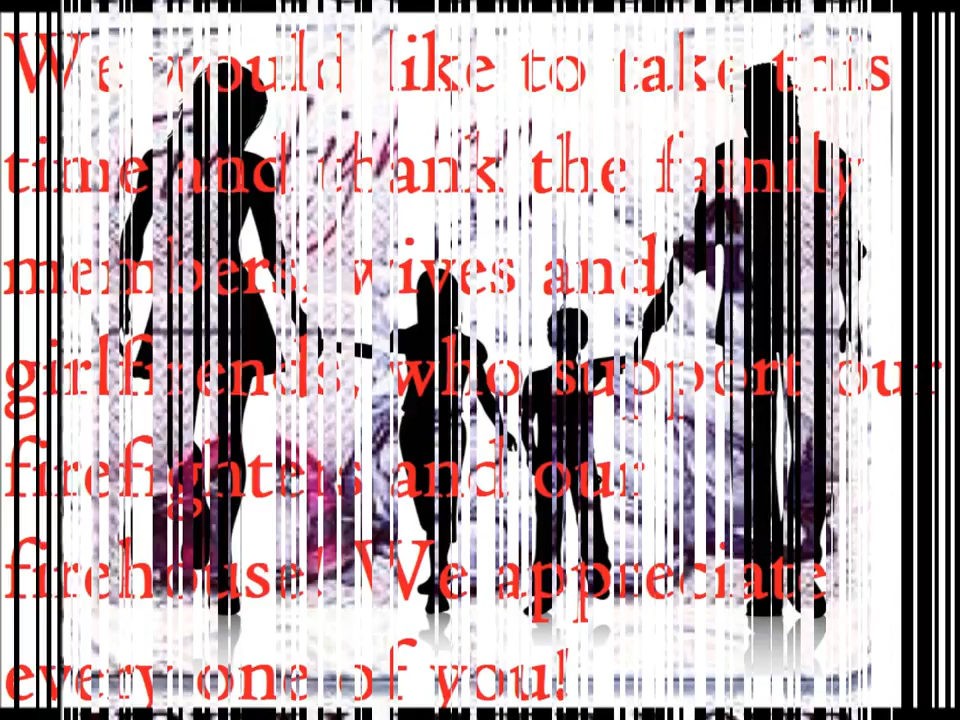 We would like to take this
time and thank the family
members, wives and
girlfriends, who support our
firefighters and our
firehouse! We appreciate
every one of you!